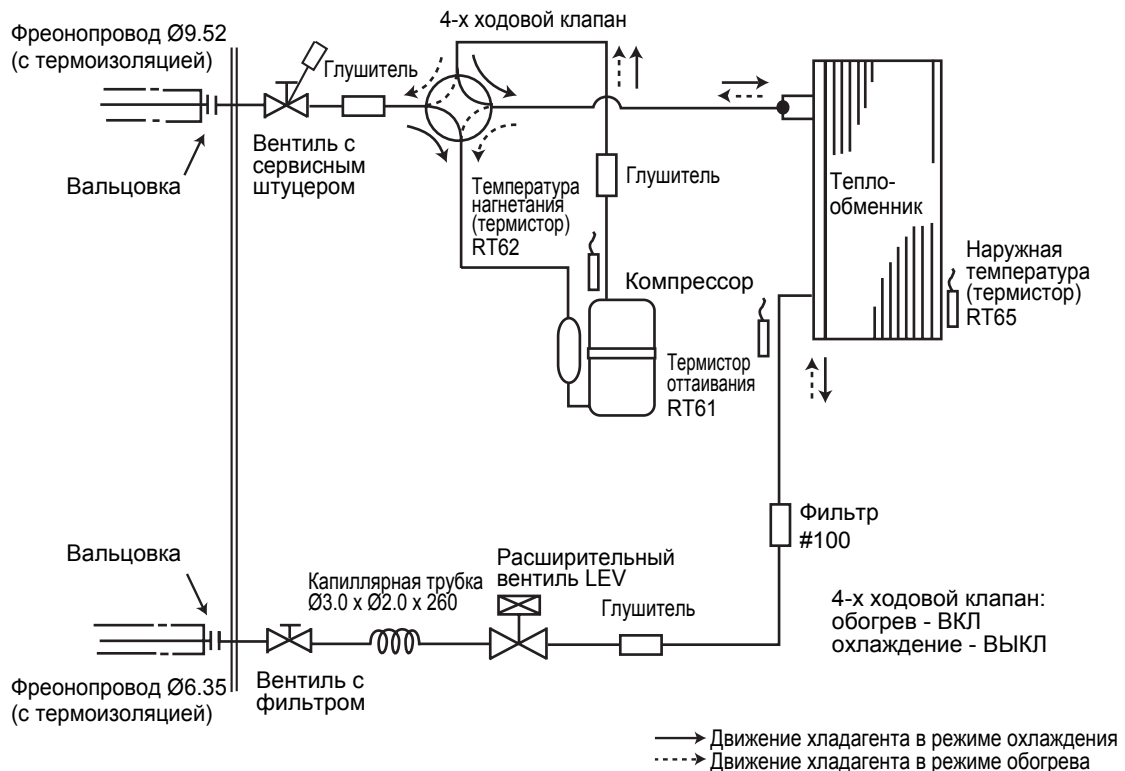 4-х ходовой клапан
Фреонопровод Ø9.52
(с термоизоляцией)
Глушитель
Вентиль с
сервисным
штуцером
Вальцовка
Температура
нагнетания
(термистор)
RT62
Глушитель
Тепло-
обменник
Компрессор
Наружная
температура
(термистор)
RT65
Термистор
оттаивания
RT61
Фильтр
#100
Вальцовка
Капиллярная трубка
Ø3.0 x Ø2.0 x 260
Расширительный
вентиль LEV
Глушитель
4-х ходовой клапан:
обогрев - ВКЛ
охлаждение - ВЫКЛ
Фреонопровод Ø6.35
(с термоизоляцией)
Вентиль с
фильтром
Движение хладагента в режиме охлаждения
Движение хладагента в режиме обогрева